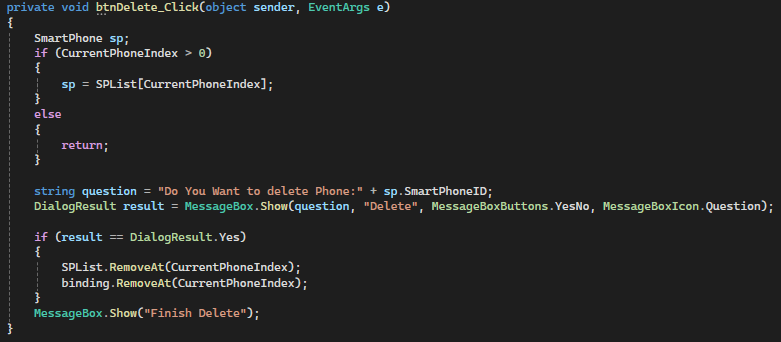 private void btnDelete_Click(object sender, EventArgs e)
{
    SmartPhone sp;
    if (CurrentPhoneIndex > 0)
    {
        sp = SPList[CurrentPhoneIndex];
    }
    else
    {
        return;
    }

    string question = "Do You Want to delete Phone:" + sp.SmartPhoneID;
    DialogResult result = MessageBox.Show(question, "Delete", MessageBoxButtons.YesNo, MessageBoxIcon.Question);

    if (result == DialogResult.Yes)
    {
        SPList.RemoveAt(CurrentPhoneIndex);
        binding.RemoveAt(CurrentPhoneIndex);
    }
    MessageBox.Show("Finish Delete");
}